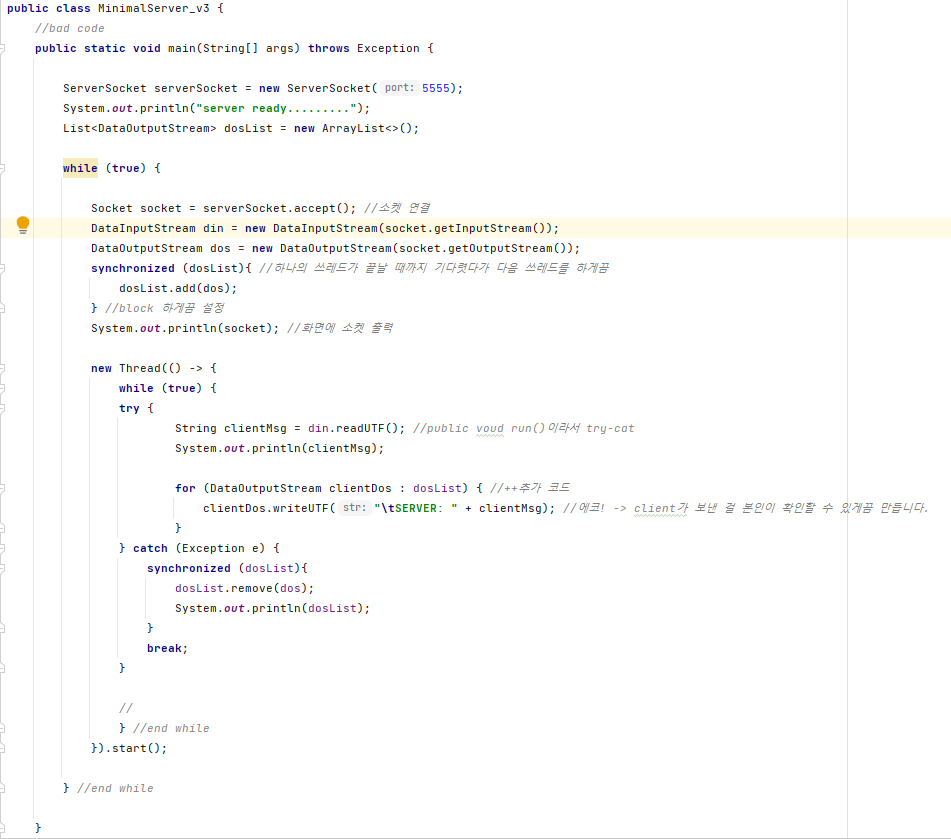 public class MinimalServer_v3 {
//bad code
public static void main(String[] args) throws Exception {
ServerSocket serverSocket = new ServerSocket( port: 5555);
System.out.println("server ready.........");
List<DataOutputStream> dosList = new ArrayList<>();
while (true) {
Socket socket = serverSocket.accept(); //소켓 연결
DataInputStream din = new DataInputStream(socket.getInputStream());
DataOutputStream dos = new DataOutputStream(socket.getOutputStream());
synchronized (dosList){ //하나의 쓰레드가 끝날 때까지 기다렷다가 다음 쓰레드를 하게끔
dosList.add(dos);
} //block 하게끔 설정
System.out.println(socket); //화면에 소켓 출력
new Thread(() -> {
while (true) {
try {
String clientMsg = din.readUTF(); //public voud run()이라서 try-cat
System.out.println(clientMsg);
for (DataOutputStream clientDos : dosList) { //++추가 코드
clientDos.writeUTF( str: "\tSERVER: " + clientMsg); //에코! -> client가 보낸 걸 본인이 확인할 수 있게끔 만듭니다.
}
} catch (Exception e) {
synchronized (dosList){
dosList.remove(dos);
System.out.println(dosList);
}
break;
}
//
} //end while
}).start();
} //end while
}